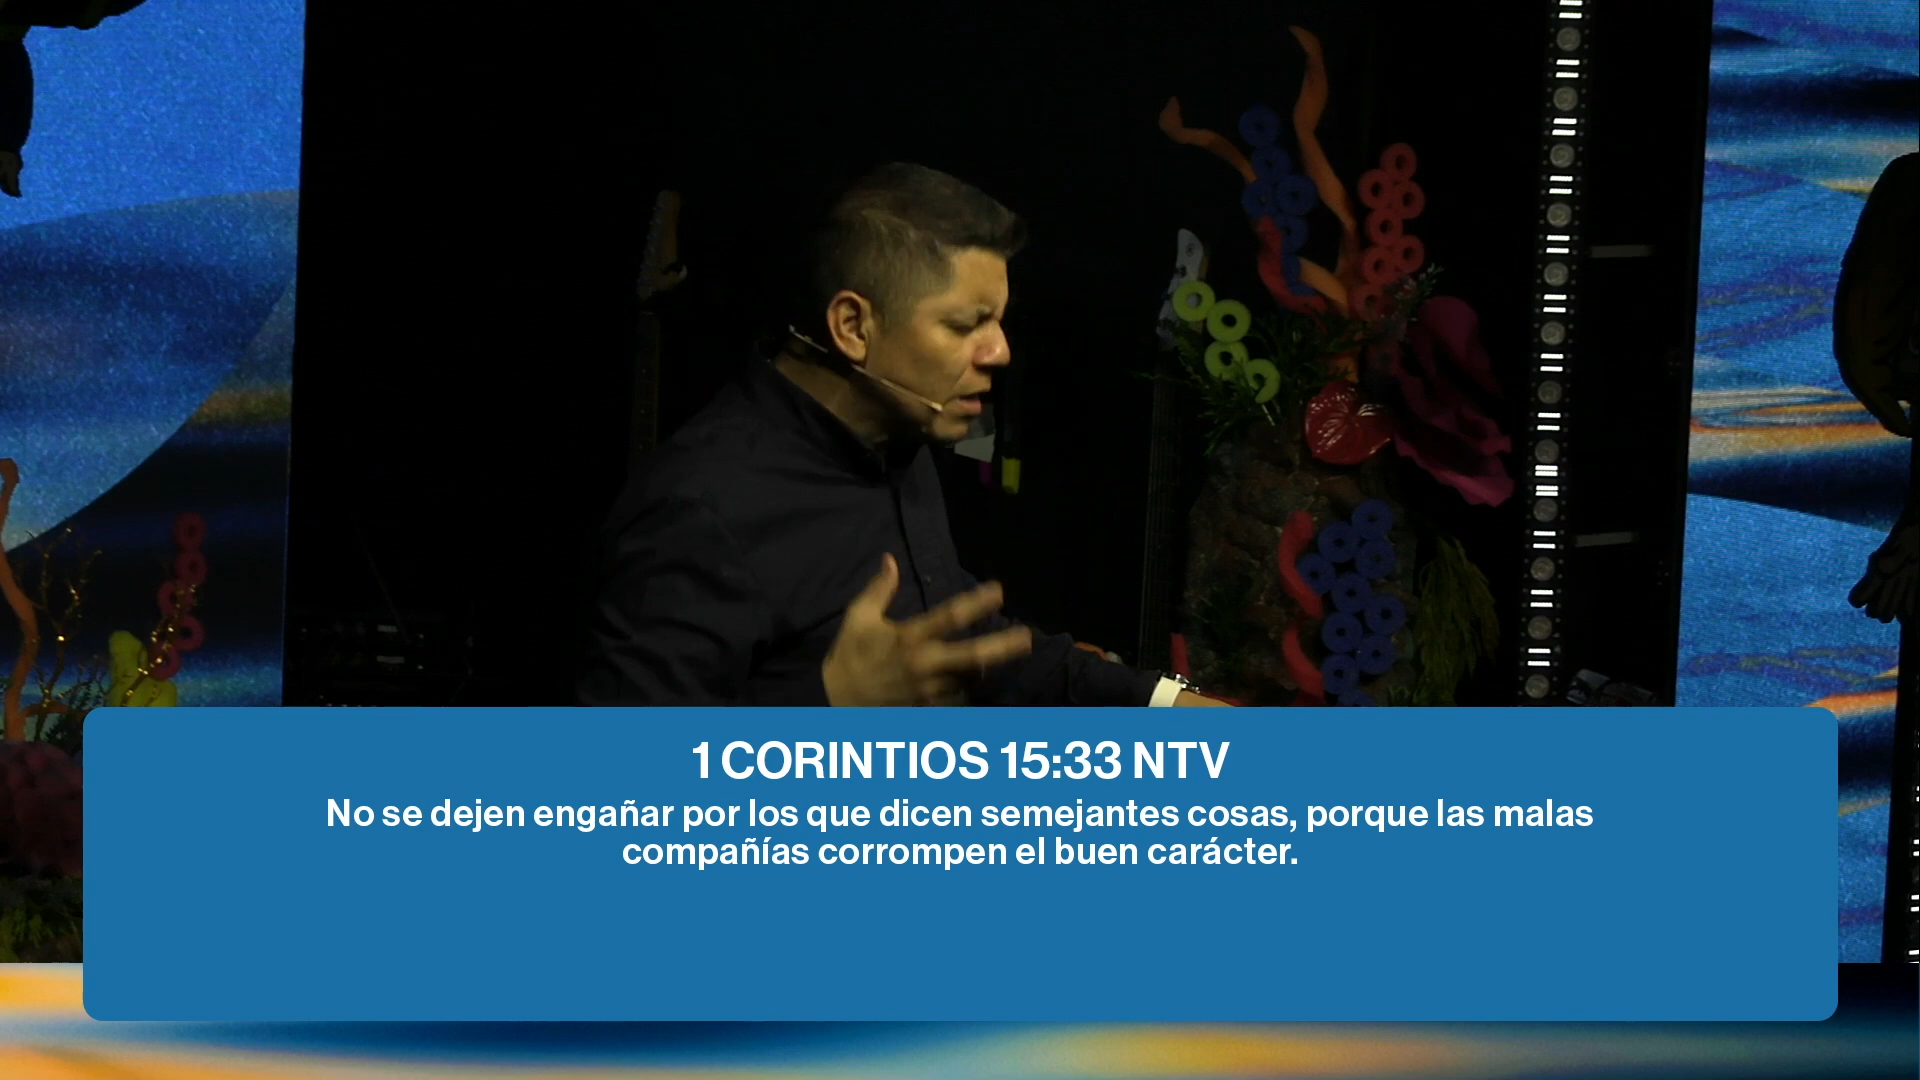 1 CORINTIOS 15:33 NTV
No se dejen engañar por los que dicen semejantes cosas, porque las malas
compañías corrompen el buen carácter.